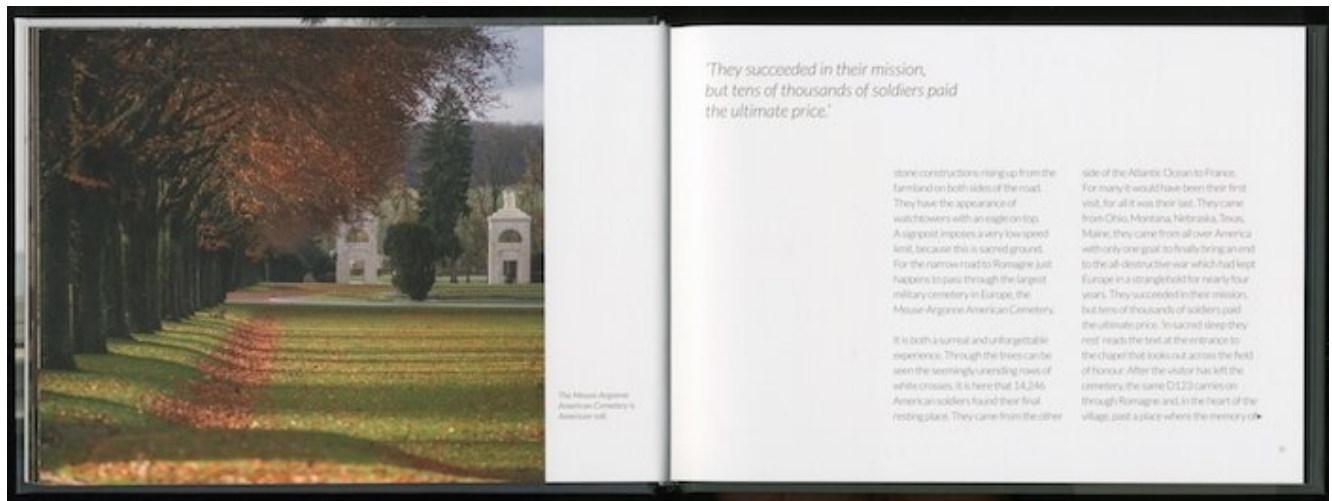 The Meuse-Argonne
American Cemetery is
American soil.
'They succeeded in their mission,
but tens of thousands of soldiers paid
the ultimate price.'
stone constructions rising up from the
farmland on both sides of the road.
They have the appearance of
watchtowers with an eagle on top.
A signpost imposes a very low speed
limit, because this is sacred ground.
For the narrow road to Romagne just
happens to pass through the largest
military cemetery in Europe, the
Meuse-Argonne American Cemetery.
It is both a surreal and unforgettable
experience. Through the trees can be
seen the seemingly unending rows of
white crosses. It is here that 14,246
American soldiers found their final
resting place. They came from the other
side of the Atlantic Ocean to France.
For many it would have been their first
visit, for all it was their last. They came
from Ohio, Montana, Nebraska, Texas,
Maine, they came from all over America
with only one goal: to finally bring an end
to the all-destructive war which had kept
Europe in a stranglehold for nearly four
years. They succeeded in their mission,
but tens of thousands of soldiers paid
the ultimate price. 'In sacred sleep they
rest' reads the text at the entrance to
the chapel that looks out across the field
of honour. After the visitor has left the
cemetery, the same D123 carries on
through Romagne and, in the heart of the
village, past a place where the memory of▸